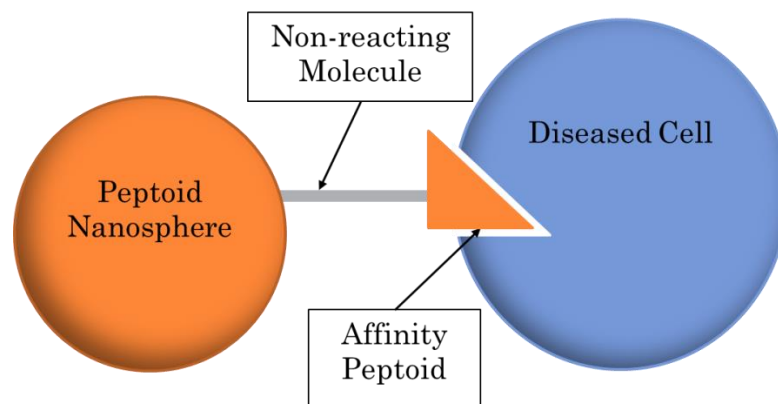 Non-reacting
Molecule
Diseased Cell
Peptoid
Nanosphere
Affinity
Peptoid